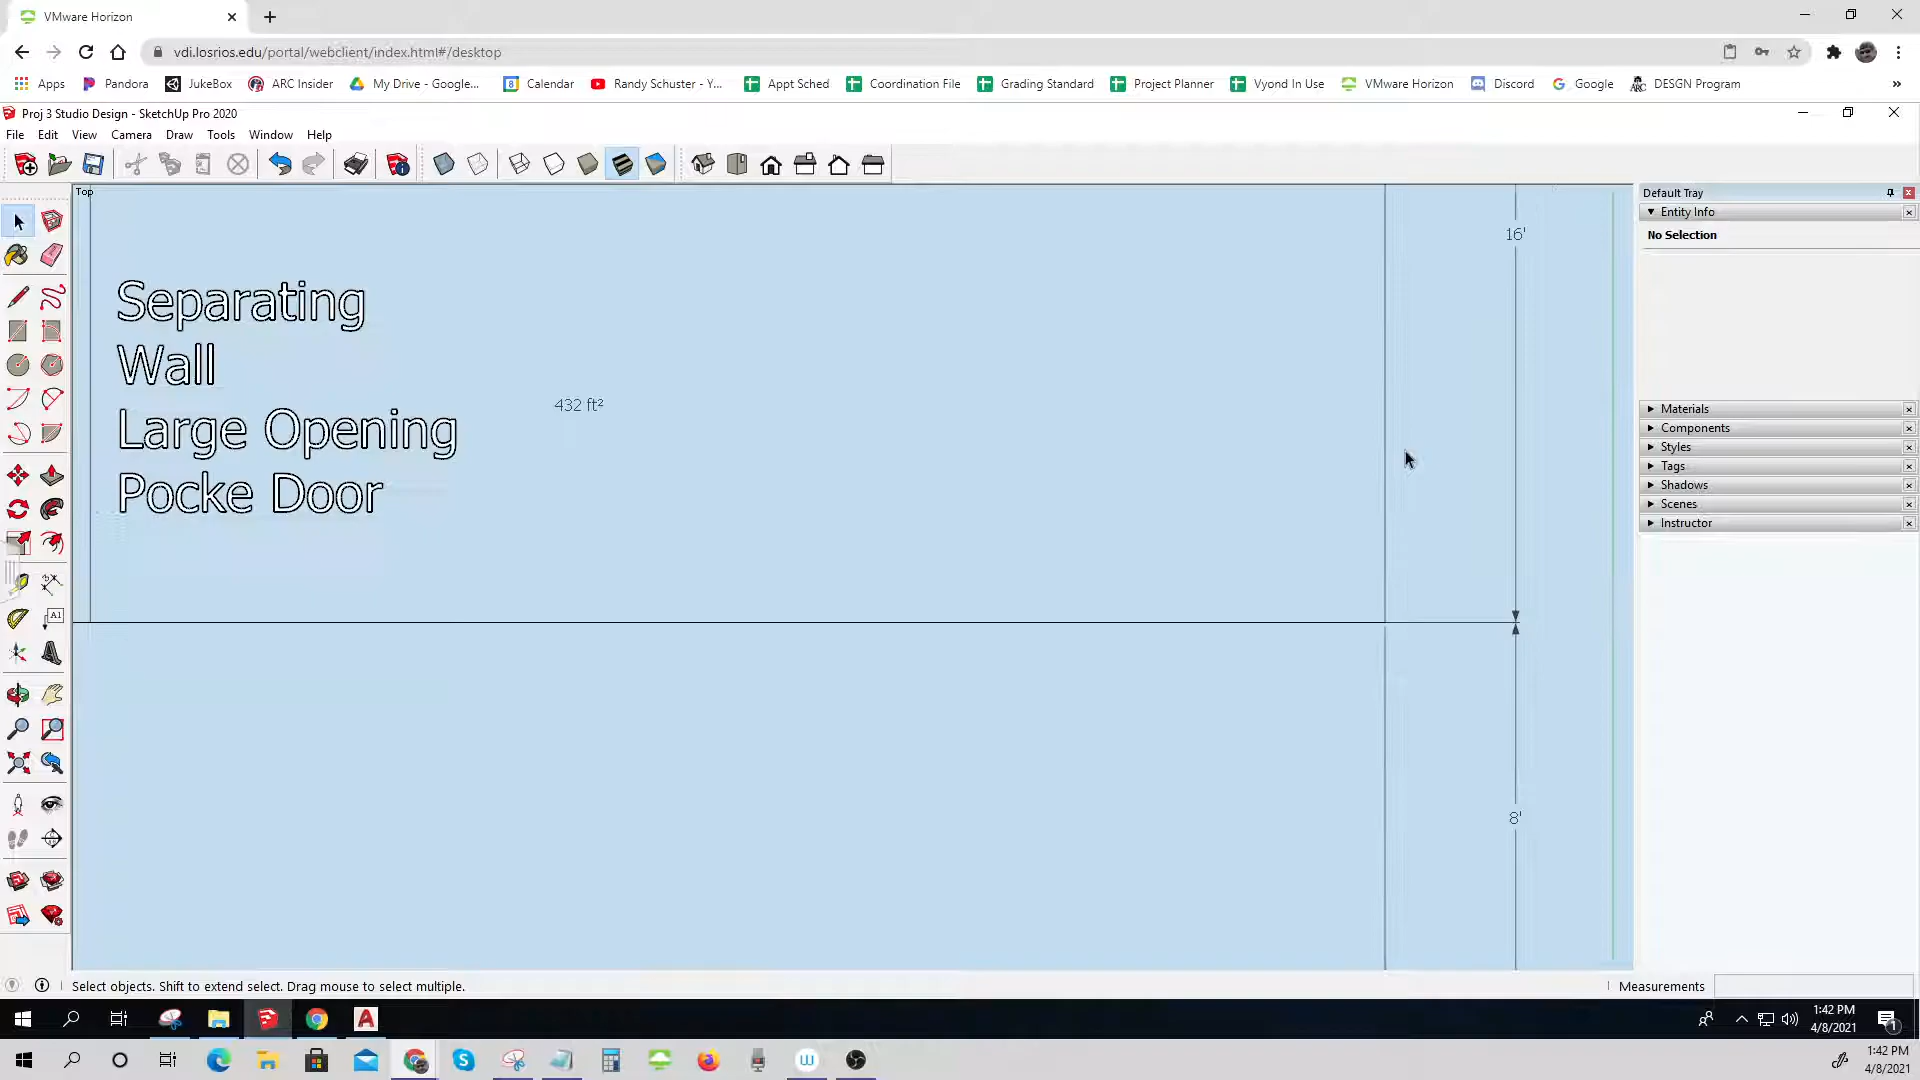 VMware Horizon
vdi.losrios.edu/portal/webclient/index.html#/desktop
Apps Pandora JukeBox ARC Insider My Drive - Google... Calendar Randy Schuster - Y... Appt Sched Coordination File Grading Standard Project Planner Vyond In Use VMware Horizon Discord Google DESGN Program »
Proj 3 Studio Design - SketchUp Pro 2020
File Edit View Camera Draw Tools Window Help
Top
Default Tray
Entity Info
No Selection
16'
Separating
Wall
432 ft²
Large Opening
Pocke Door
Materials
Components
Styles
Tags
Shadows
Scenes
Instructor
A1
8'
Select objects. Shift to extend select. Drag mouse to select multiple.
Measurements
1:42 PM
4/8/2021
1:42 PM
4/8/2021